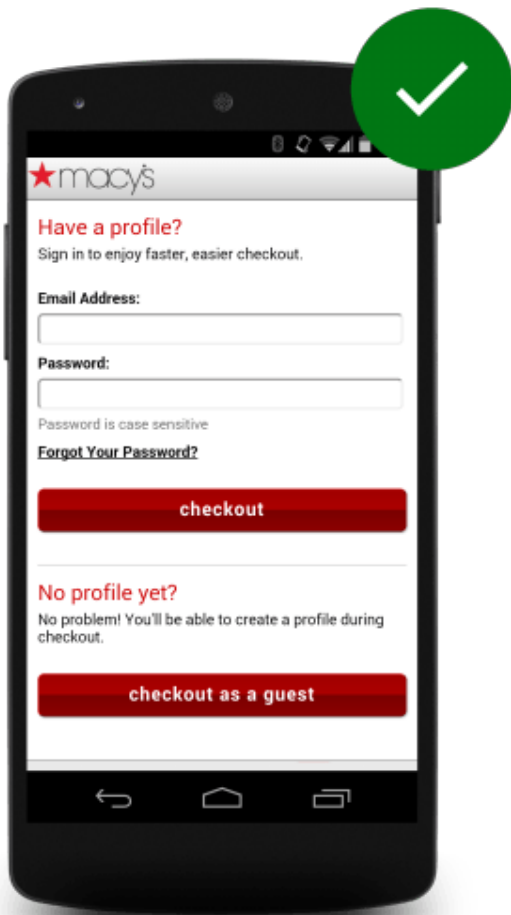 macy's
Have a profile?
Sign in to enjoy faster, easier checkout.
Email Address:
Password:
Password is case sensitive
Forgot Your Password?
checkout
No profile yet?
No problem! You'll be able to create a profile during
checkout.
checkout as a guest